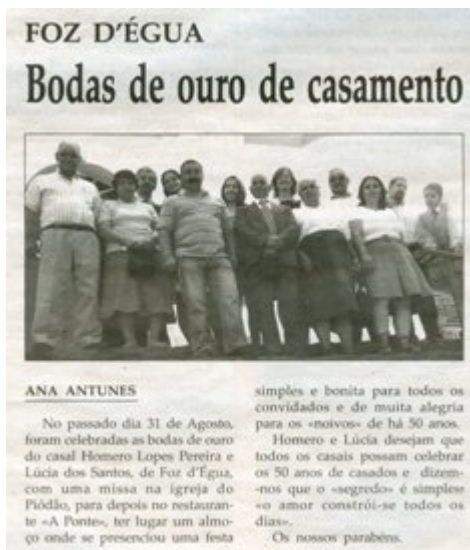 FOZ D'ÉGUA
Bodas de ouro de casamento
ANA ANTUNES
No passado dia 31 de Agosto,
foram celebradas as bodas de ouro
do casal Homero Lopes Pereira e
Lúcia dos Santos, de Foz d'Égua,
com uma missa na igreja do
Piódão, para depois no restauran-
te «A Ponte», ter lugar um almo-
ço onde se presenciou uma festa
simples e bonita para todos os
convidados e de muita alegria
para os «noivos» de há 50 anos.
Homero e Lúcia desejam que
todos os casais possam celebrar
os 50 anos de casados e dizem-
-nos que o «segredo» é simples«
«o amor constrói-se todos os
dias».
Os nossos parabéns.